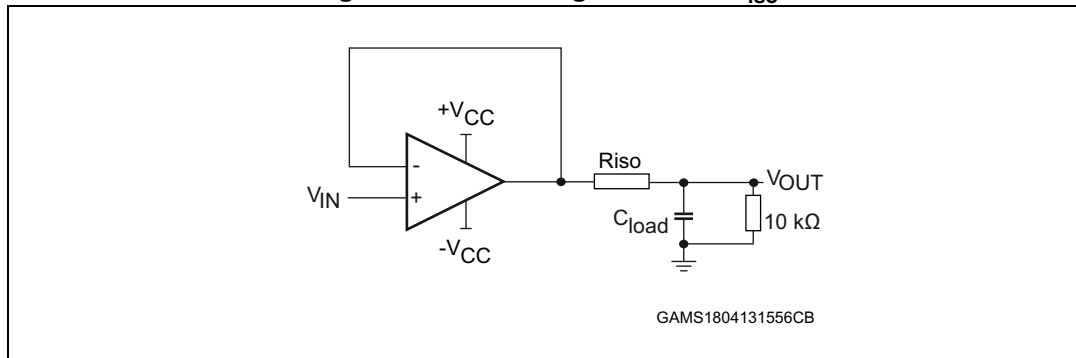 +VCC
Riso
-
VIN
+
VOUT
Cload
10 kΩ
-VCC
GAMS1804131556CB